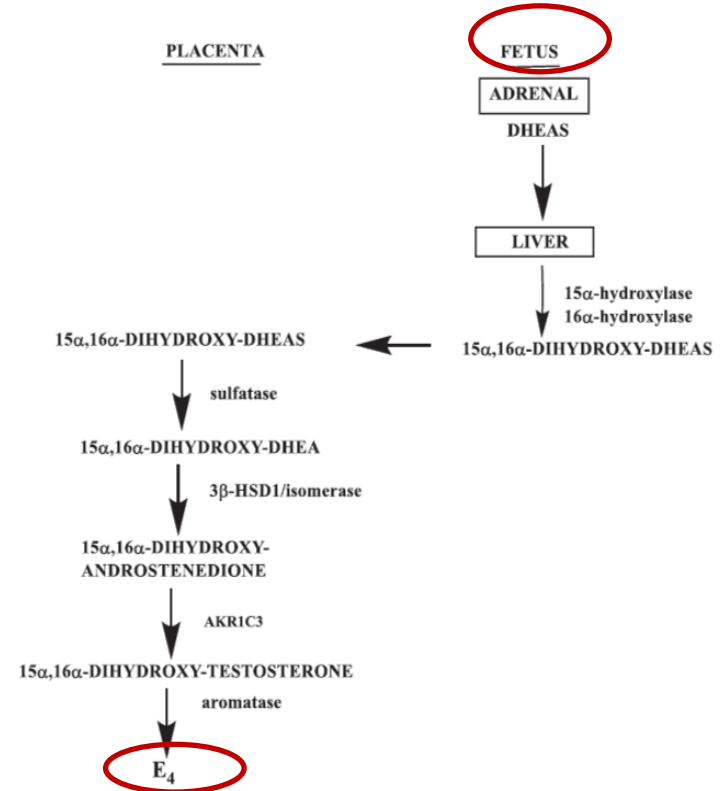 PLACENTA
FETUS
ADRENAL
DHEAS
LIVER
15α-hydroxylase
16α-hydroxylase
15α,16α-DIHYDROXY-DHEAS
15α,16α-DIHYDROXY-DHEAS
sulfatase
15α,16α-DIHYDROXY-DHEA
3β-HSD1/isomerase
15α,16α-DIHYDROXY-
ANDROSTENEDIONE
AKR1C3
15α,16α-DIHYDROXY-TESTOSTERONE
aromatase
E₄